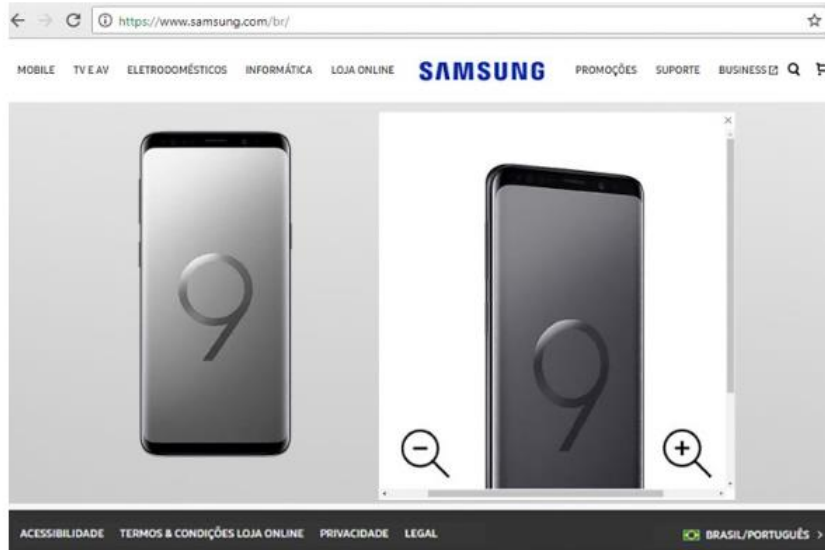 https://www.samsung.com/br/
MOBILE TV E AV ELETRODOMÉSTICOS INFORMÁTICA LOJA ONLINE SAMSUNG PROMOÇÕES SUPORTE BUSINESS
9
9
ACESSIBILIDADE TERMOS & CONDIÇÕES LOJA ONLINE PRIVACIDADE LEGAL BRASIL/PORTUGUÊS >